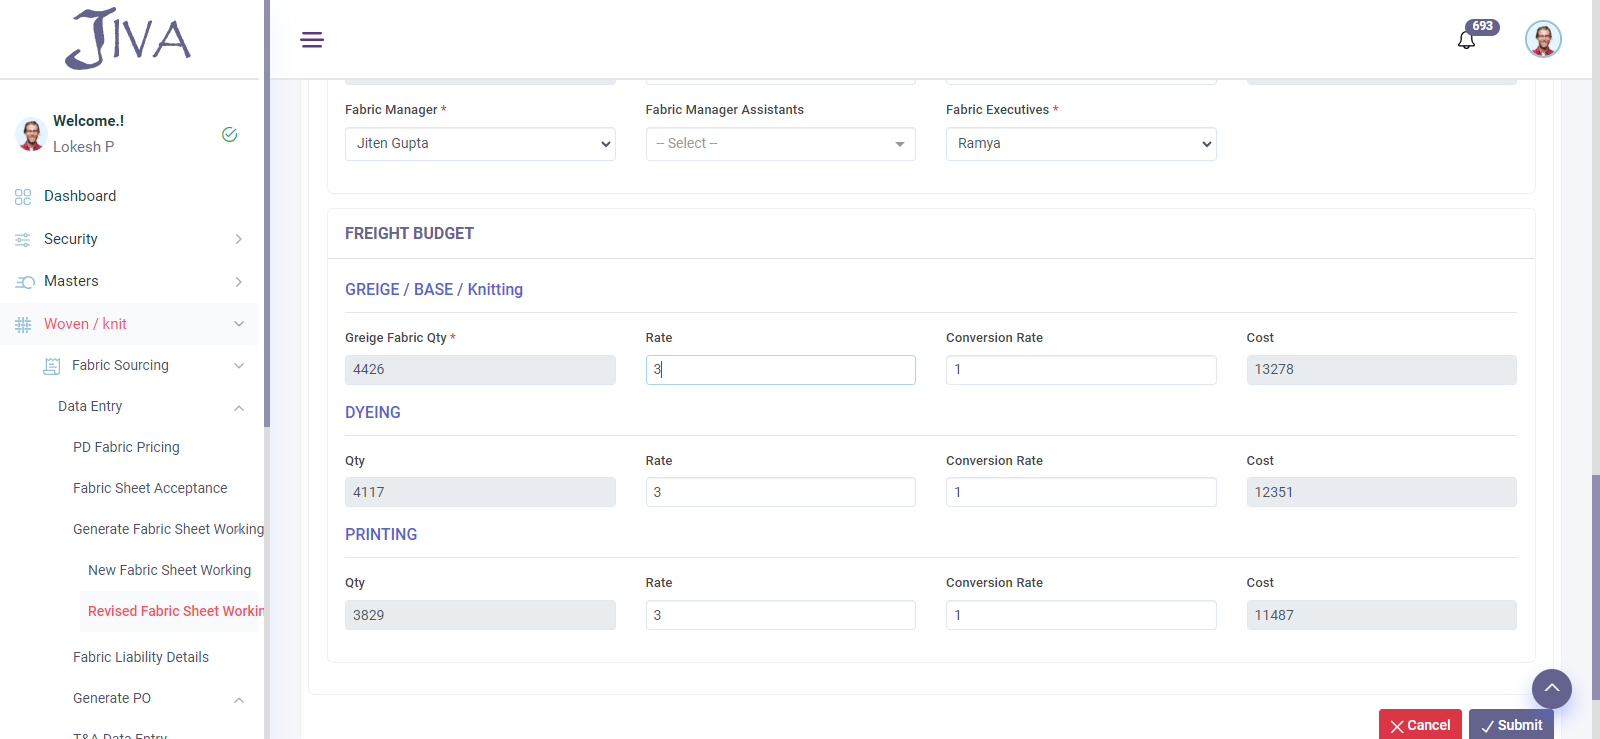 JIVA
693
Welcome.!
Lokesh P
Dashboard
Security
Masters
Woven / knit
Fabric Sourcing
Data Entry
PD Fabric Pricing
Fabric Sheet Acceptance
Generate Fabric Sheet Working
New Fabric Sheet Working
Revised Fabric Sheet Workin
Fabric Liability Details
Generate PO
T&A Data Entry
Fabric Manager * Fabric Manager Assistants Fabric Executives *
Jiten Gupta -- Select -- Ramya
FREIGHT BUDGET
GREIGE / BASE / Knitting
Greige Fabric Qty * Rate Conversion Rate Cost
4426 3 1 13278
DYEING
Qty Rate Conversion Rate Cost
4117 3 1 12351
PRINTING
Qty Rate Conversion Rate Cost
3829 3 1 11487
Cancel Submit